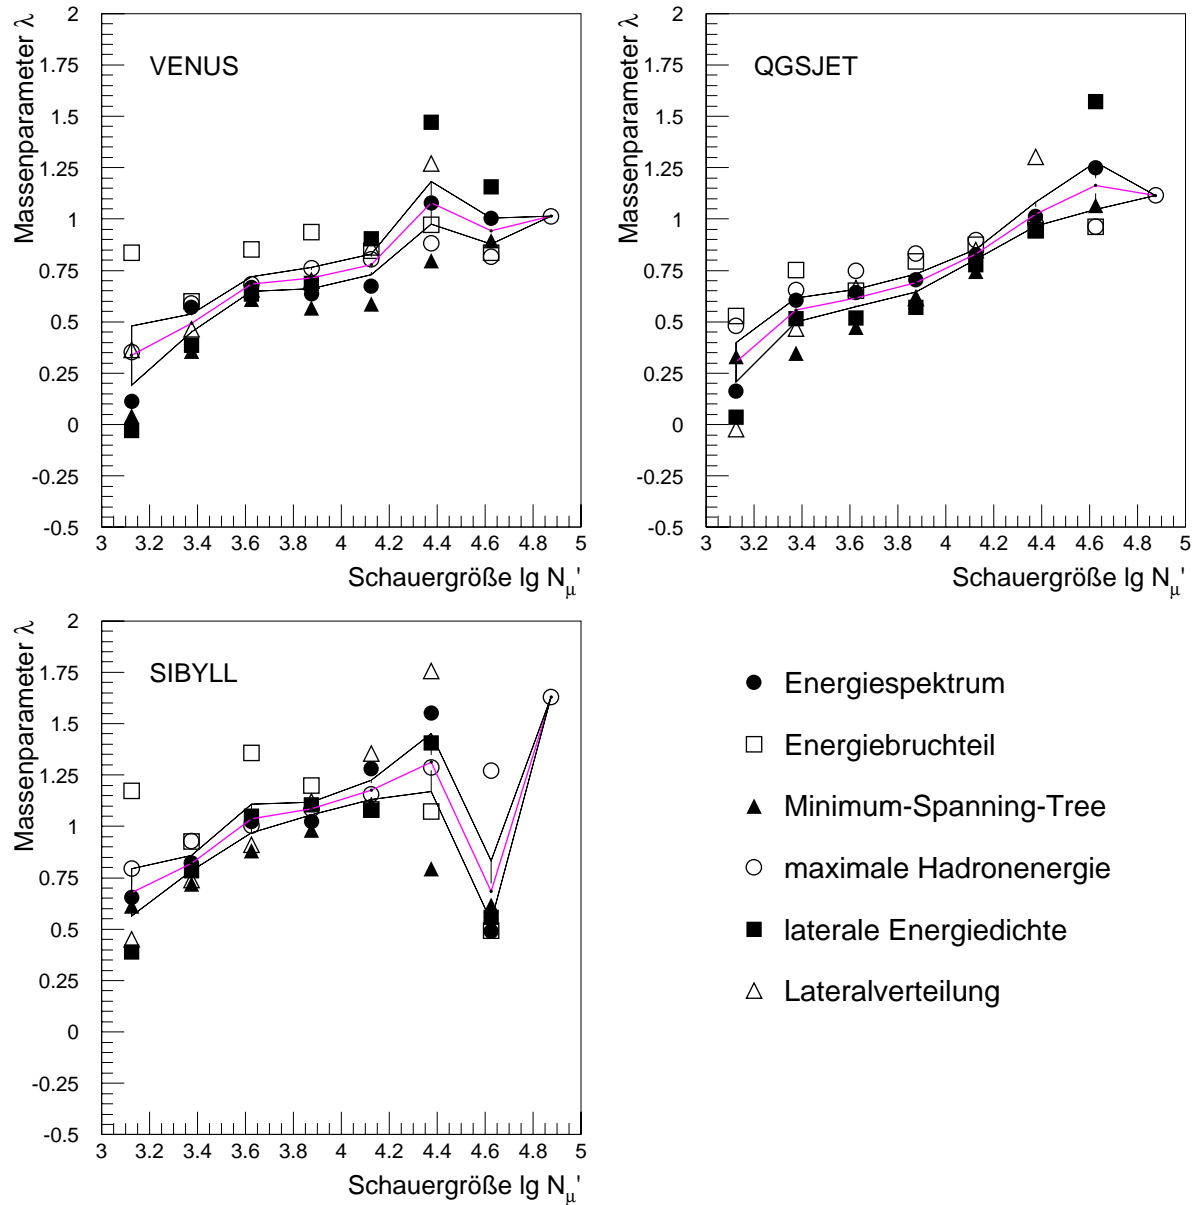 Massenparameter λ
VENUS
2
1.75
1.5
1.25
1
0.75
0.5
0.25
0
-0.25
-0.5
3 3.2 3.4 3.6 3.8 4 4.2 4.4 4.6 4.8 5
Schauergröße lg Nμ'
Massenparameter λ
QGSJET
2
1.75
1.5
1.25
1
0.75
0.5
0.25
0
-0.25
-0.5
3 3.2 3.4 3.6 3.8 4 4.2 4.4 4.6 4.8 5
Schauergröße lg Nμ'
Massenparameter λ
SIBYLL
2
1.75
1.5
1.25
1
0.75
0.5
0.25
0
-0.25
-0.5
3 3.2 3.4 3.6 3.8 4 4.2 4.4 4.6 4.8 5
Schauergröße lg Nμ'
Energiespektrum
Energiebruchteil
Minimum-Spanning-Tree
maximale Hadronenergie
laterale Energiedichte
Lateralverteilung